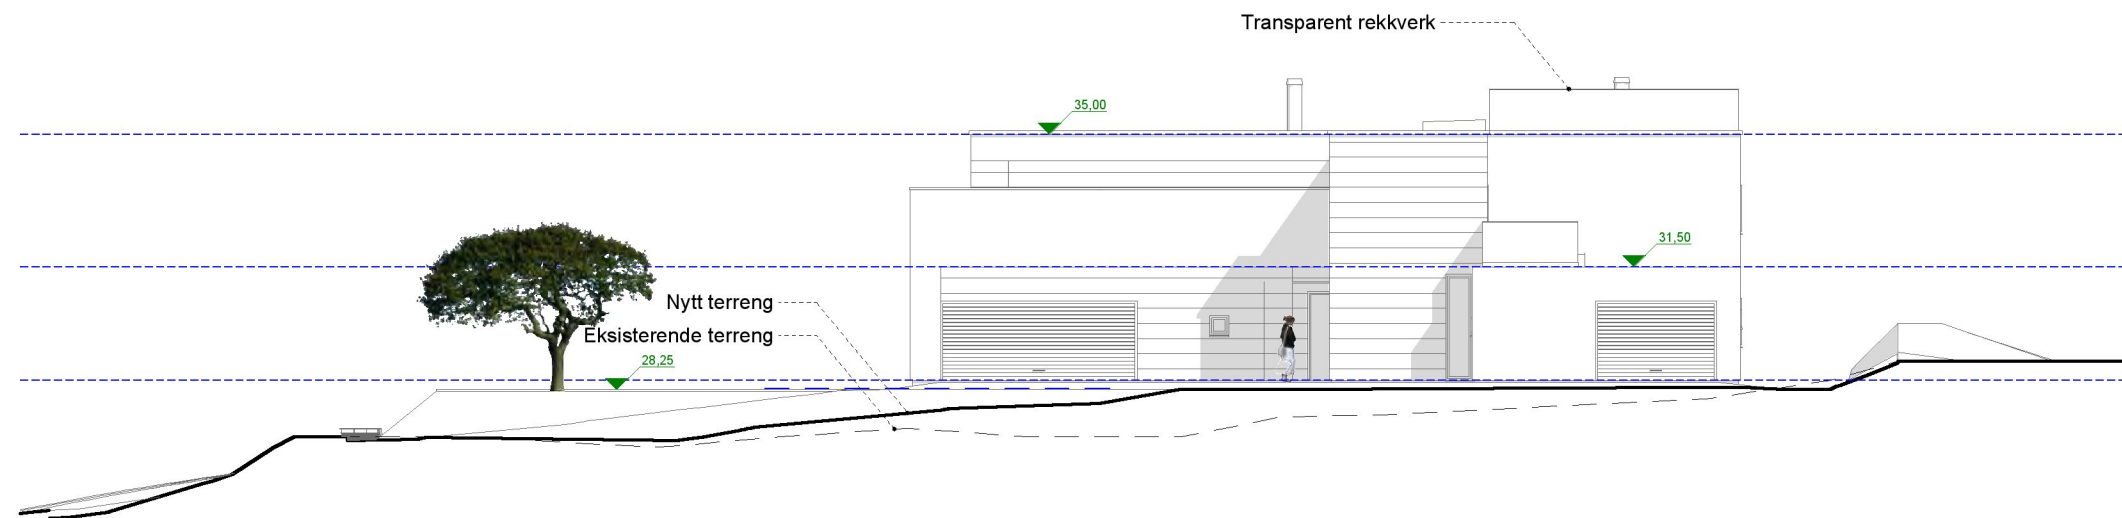 Transparent rekkverk
35,00
31,50
Nytt terreng
Eksisterende terreng
28,25